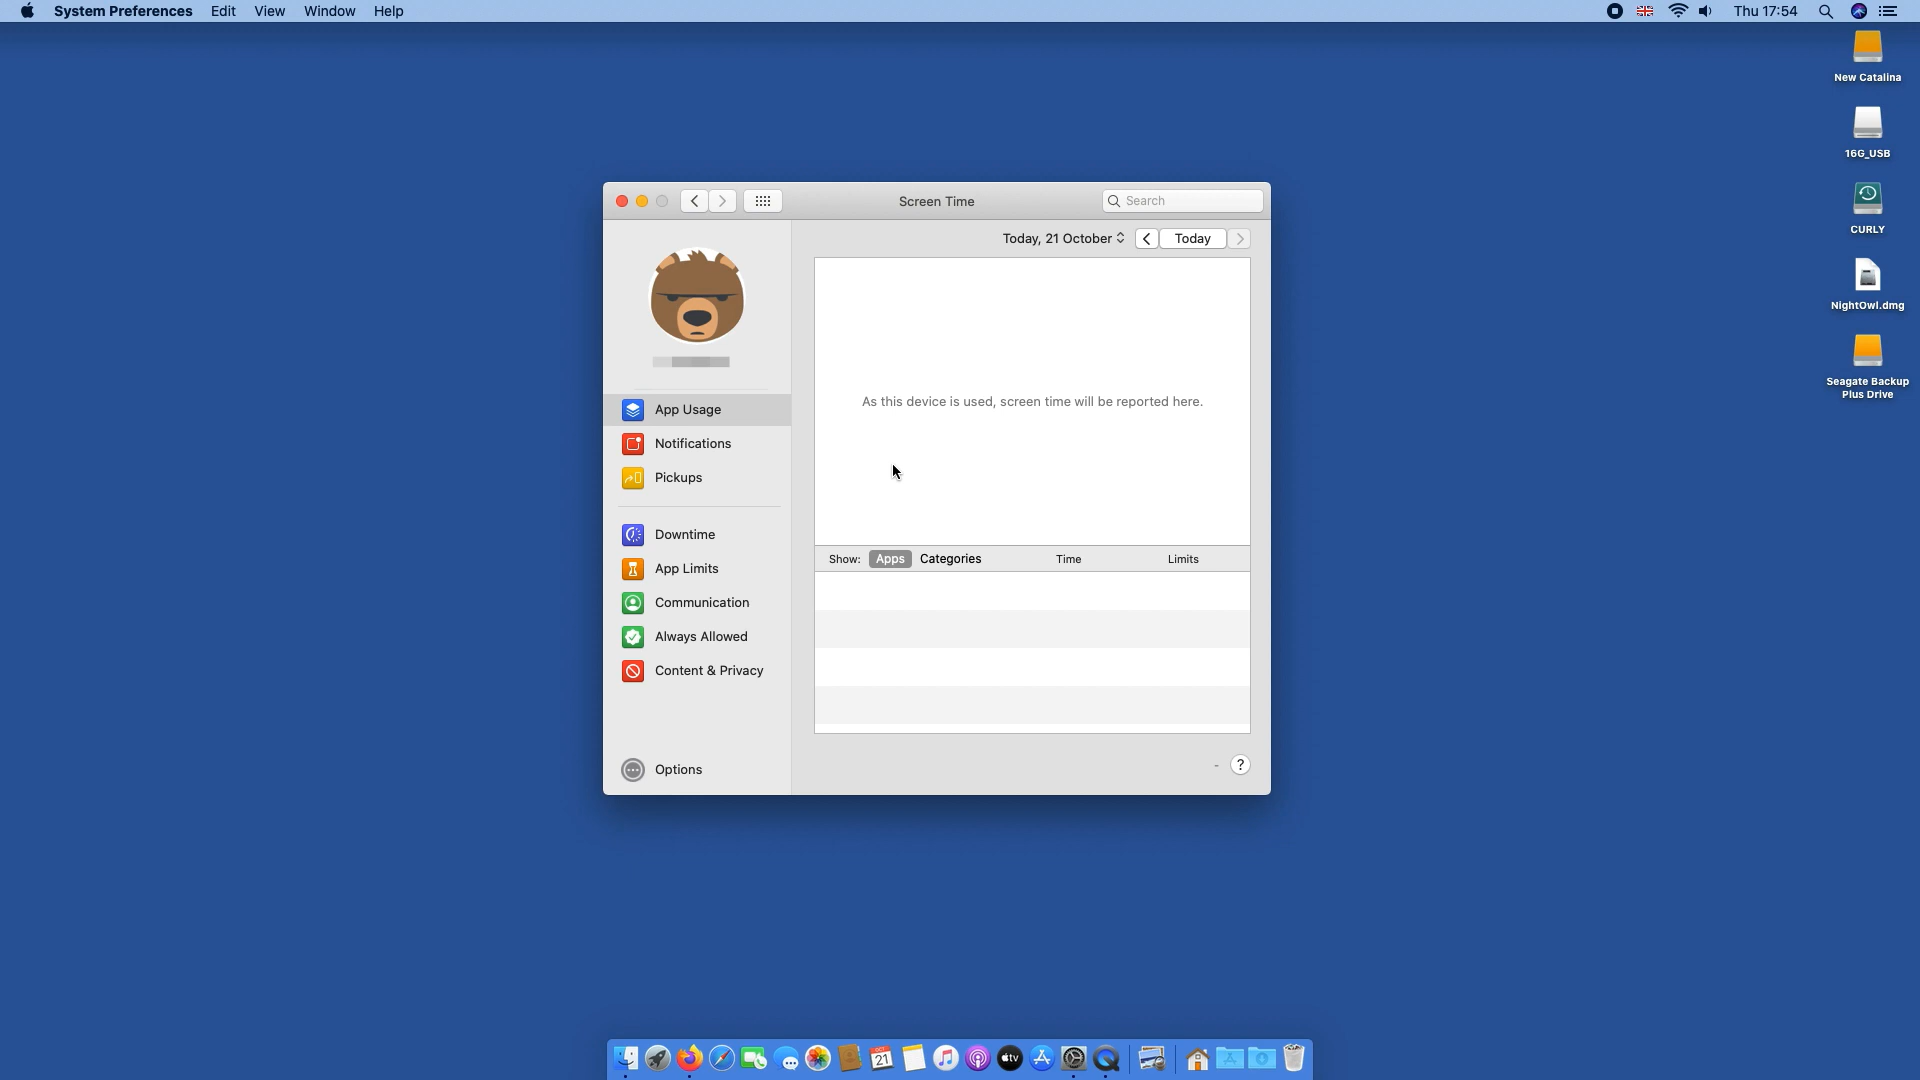 System Preferences Edit View Window Help
Thu 17:54
New Catalina
16G_USB
CURLY
NightOwl.dmg
Seagate Backup
Plus Drive
Screen Time
Search
Today, 21 October
Today
As this device is used, screen time will be reported here.
App Usage
Notifications
Pickups
Downtime
App Limits
Communication
Always Allowed
Content & Privacy
Options
Show: Apps Categories Time Limits
-
?
OCT
21
tv